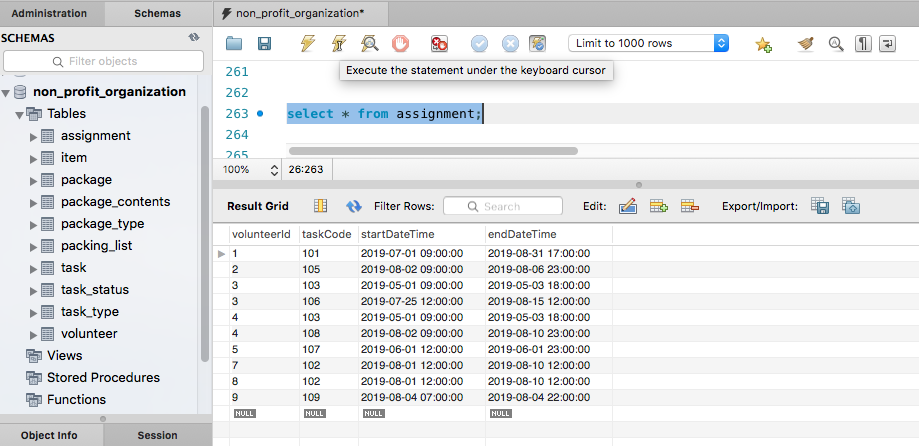 Administration Schemas non_profit_organization*
SCHEMAS
Filter objects
Limit to 1000 rows
Execute the statement under the keyboard cursor
non_profit_organization
Tables
assignment
item
package
package_contents
package_type
packing_list
task
task_status
task_type
volunteer
Views
Stored Procedures
Functions
Object Info Session
261
262
263 select * from assignment;
264
265
100% 26:263
Result Grid Filter Rows: Search Edit: Export/Import:
volunteerId taskCode startDateTime endDateTime
1 101 2019-07-01 09:00:00 2019-08-31 17:00:00
2 105 2019-08-02 09:00:00 2019-08-06 23:00:00
3 103 2019-05-01 09:00:00 2019-05-03 18:00:00
3 106 2019-07-25 12:00:00 2019-08-15 12:00:00
4 103 2019-05-01 09:00:00 2019-05-03 18:00:00
4 108 2019-08-02 09:00:00 2019-08-10 23:00:00
5 107 2019-06-01 12:00:00 2019-06-01 23:00:00
7 102 2019-08-01 12:00:00 2019-08-10 12:00:00
8 102 2019-08-01 12:00:00 2019-08-10 12:00:00
9 109 2019-08-04 07:00:00 2019-08-04 22:00:00
NULL NULL NULL NULL